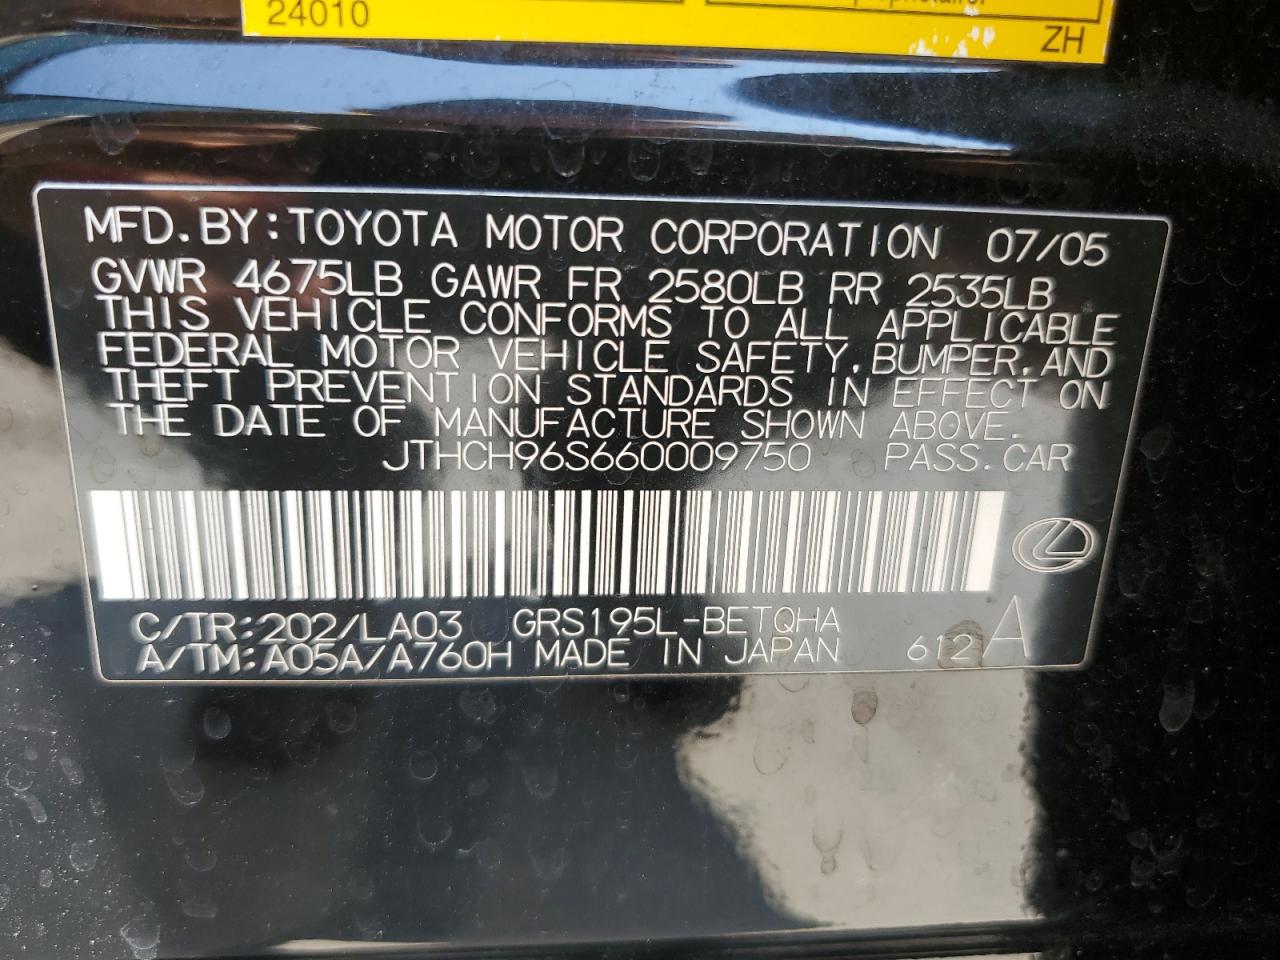 24010
ZH
MFD.BY:TOYOTA MOTOR CORPORATION 07/05
GVWR 4675LB GAWR FR 2580LB RR 2535LB
THIS VEHICLE CONFORMS TO ALL APPLICABLE
FEDERAL MOTOR VEHICLE SAFETY, BUMPER, AND
THEFT PREVENTION STANDARDS IN EFFECT ON
THE DATE OF MANUFACTURE SHOWN ABOVE.
JTHCH96S660009750 PASS.CAR
C/TR:202/LA03 GRS195L-BETQHA
A/TM:A05A/A760H MADE IN JAPAN 612A